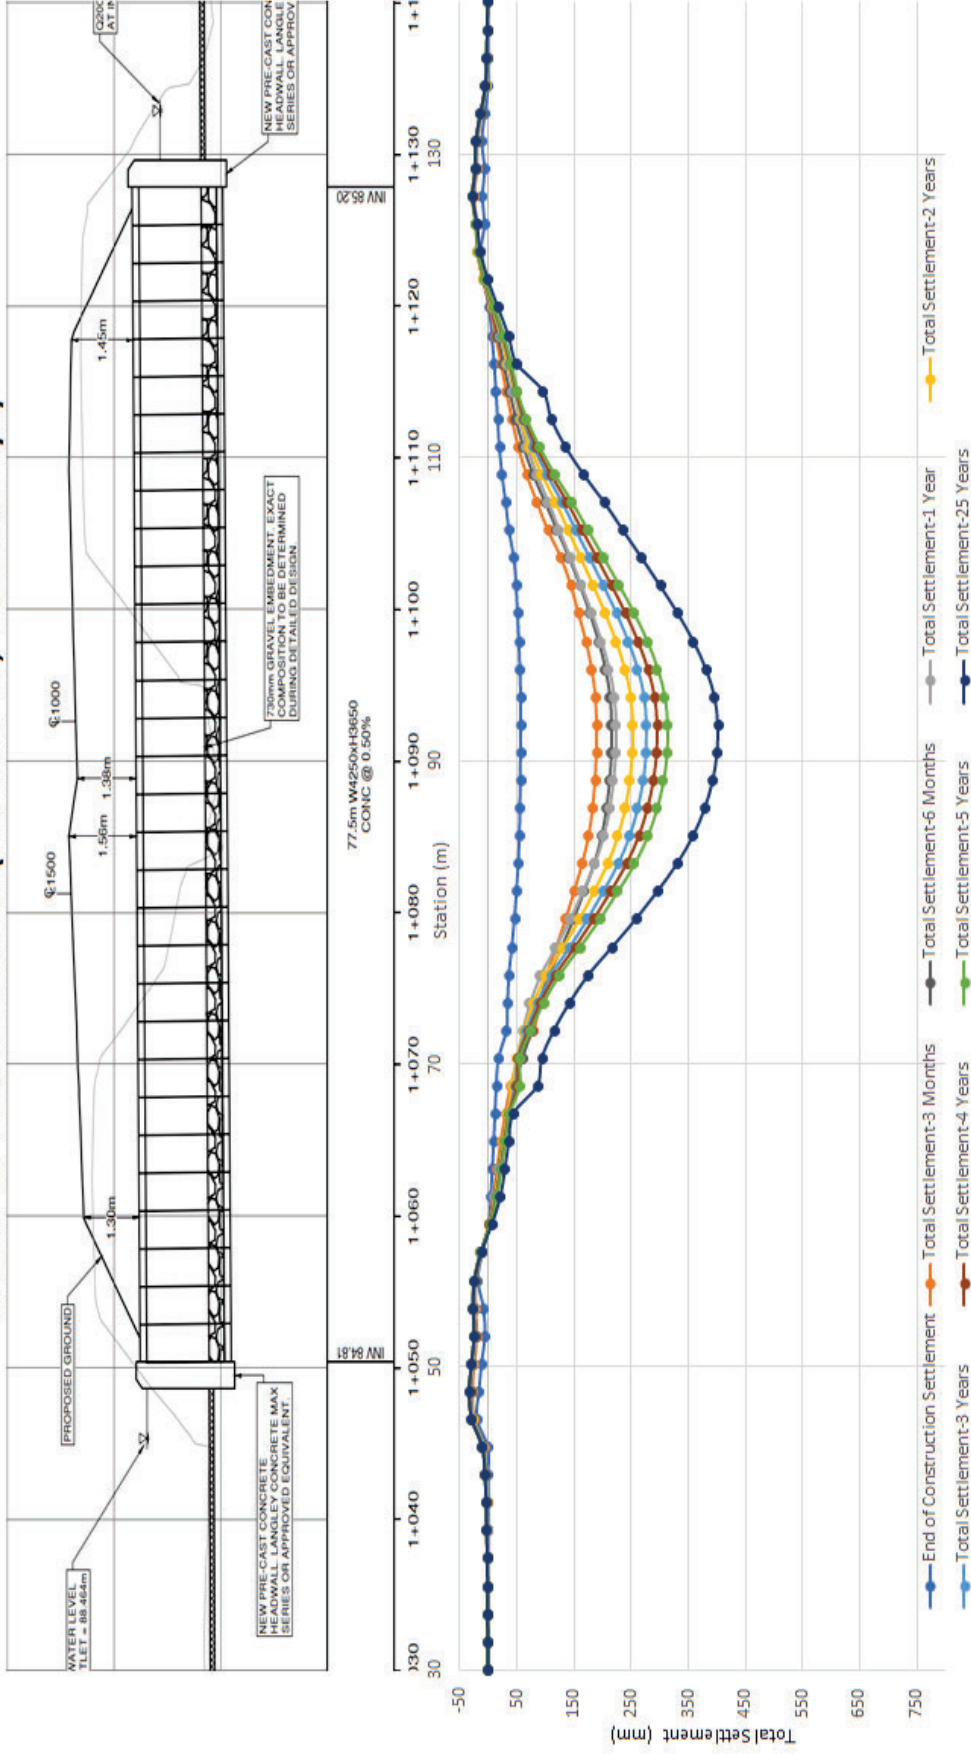 WATER LEVEL
TLET = 88.464m
PROPOSED GROUND
1.30m
℄1500
1.56m
1.38m
℄1000
1.45m
Q200
AT IN
NEW PRE-CAST CONCRETE
HEADWALL. LANGLEY CONCRETE MAX
SERIES OR APPROVED EQUIVALENT.
INV 84.81
730mm GRAVEL EMBEDMENT. EXACT
COMPOSITION TO BE DETERMINED
DURING DETAILED DESIGN.
NEW PRE-CAST CON
HEADWALL. LANGLE
SERIES OR APPROV
INV 85.20
77.5m W4250xH3650
CONC @ 0.50%
)30 1+040 1+050 1+060 1+070 1+080 1+090 1+100 1+110 1+120 1+130 1+1
Station (m)
30 50 70 90 110 130
Total Settlement (mm)
-50
50
150
250
350
450
550
650
750
End of Construction Settlement Total Settlement-3 Months Total Settlement-6 Months Total Settlement-1 Year Total Settlement-2 Years
Total Settlement-3 Years Total Settlement-4 Years Total Settlement-5 Years Total Settlement-25 Years